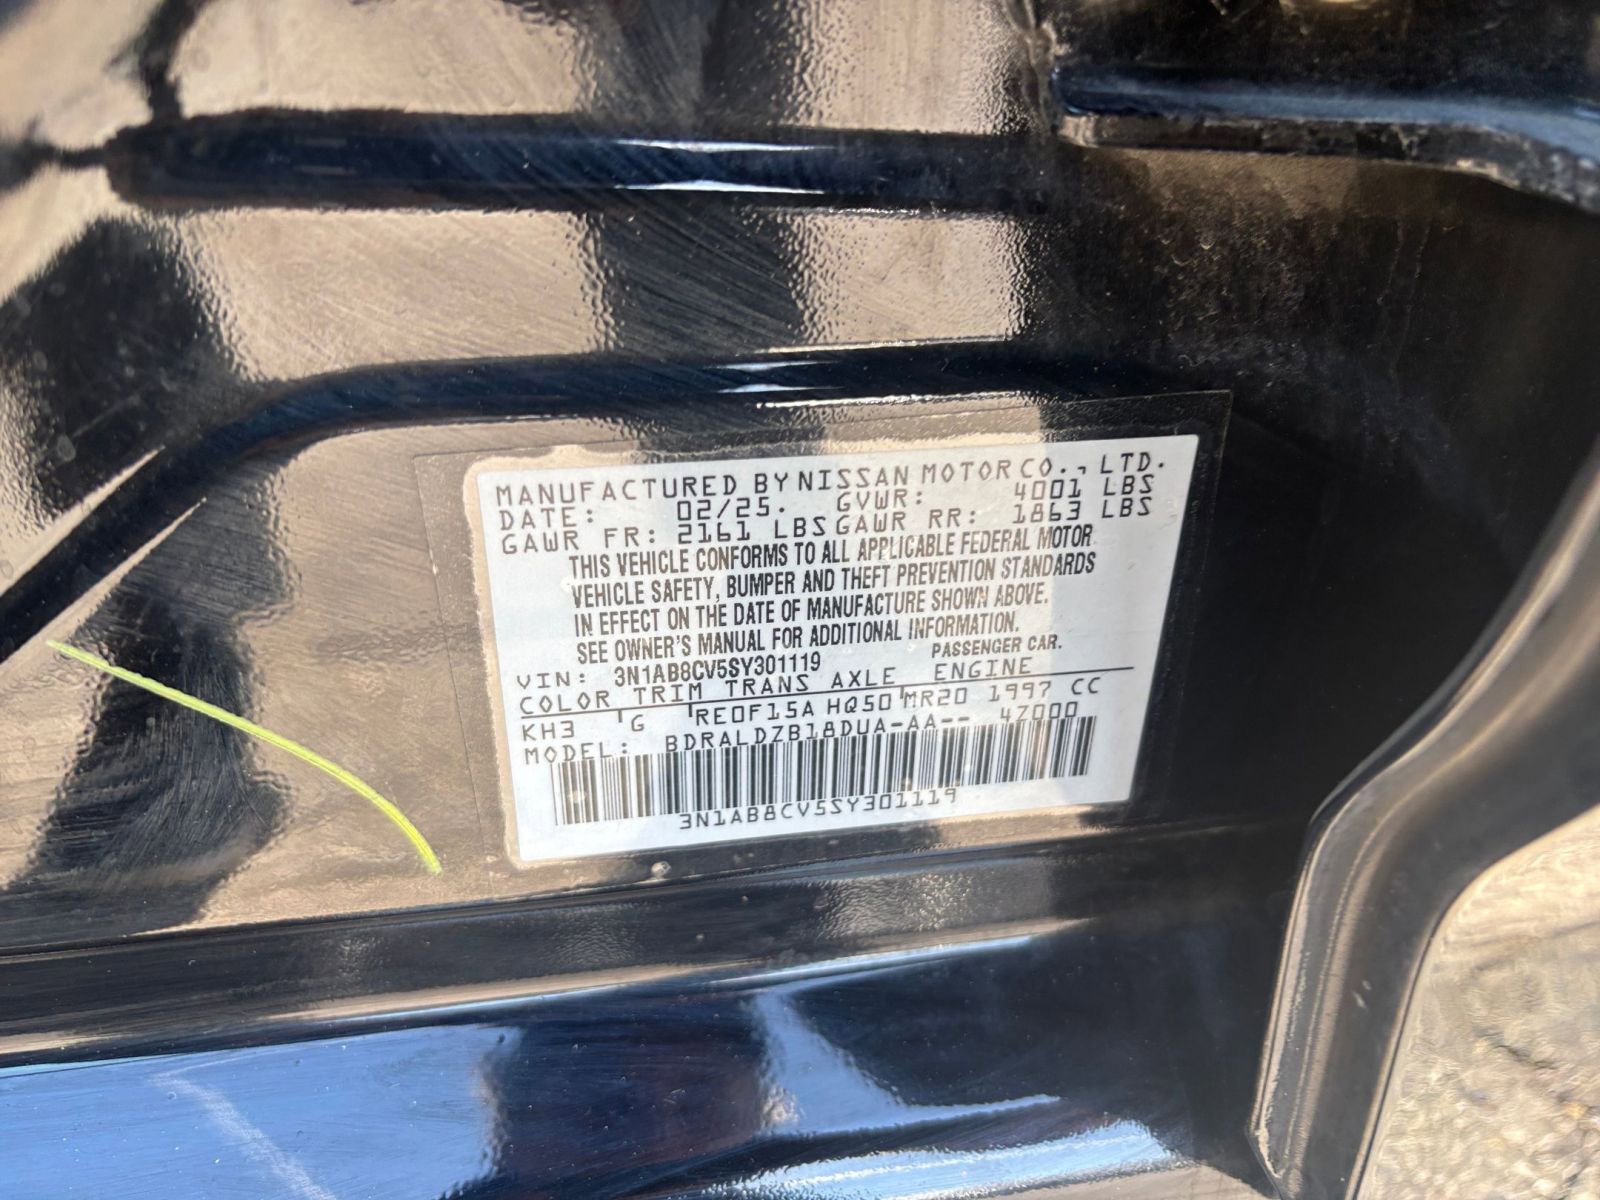 MANUFACTURED BY NISSAN MOTOR CO., LTD.
DATE: 02/25. GVWR: 4001 LBS
GAWR FR: 2161 LBS GAWR RR: 1863 LBS
THIS VEHICLE CONFORMS TO ALL APPLICABLE FEDERAL MOTOR
VEHICLE SAFETY, BUMPER AND THEFT PREVENTION STANDARDS
IN EFFECT ON THE DATE OF MANUFACTURE SHOWN ABOVE.
SEE OWNER'S MANUAL FOR ADDITIONAL INFORMATION.
VIN: 3N1AB8CV5SY301119 PASSENGER CAR.
COLOR TRIM TRANS AXLE ENGINE
KH3 G RE0F15A HQ50 MR20 1997 CC
MODEL: BDRALDZB18DUA-AA-- 47000
3N1AB8CV5SY301119